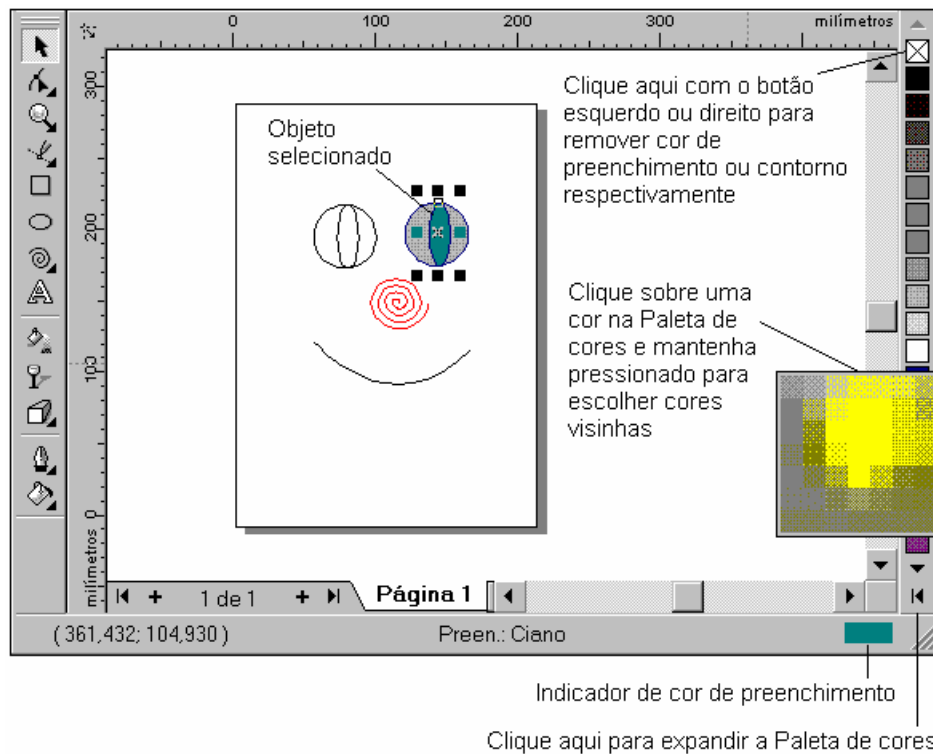 0 100 200 300 milímetros
300
200
100
0
milímetros
Objeto
selecionado
Clique aqui com o botão
esquerdo ou direito para
remover cor de
preenchimento ou contorno
respectivamente
Clique sobre uma
cor na Paleta de
cores e mantenha
pressionado para
escolher cores
visinhas
A
1 de 1
Página 1
( 361,432; 104,930 ) Preen.: Ciano
Indicador de cor de preenchimento
Clique aqui para expandir a Paleta de cores